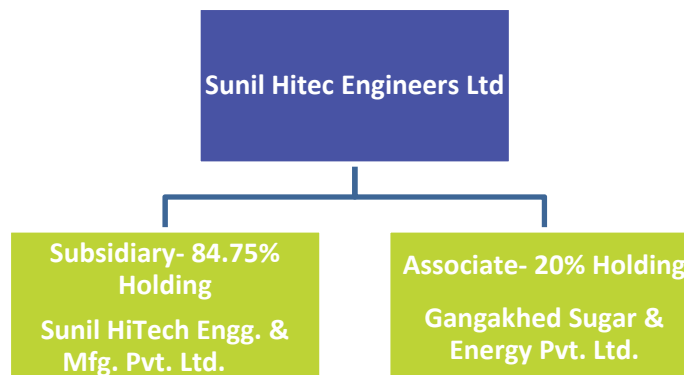 Sunil Hitec Engineers Ltd
Subsidiary- 84.75%
Holding
Sunil HiTech Engg. &
Mfg. Pvt. Ltd.
Associate- 20% Holding
Gangakhed Sugar &
Energy Pvt. Ltd.